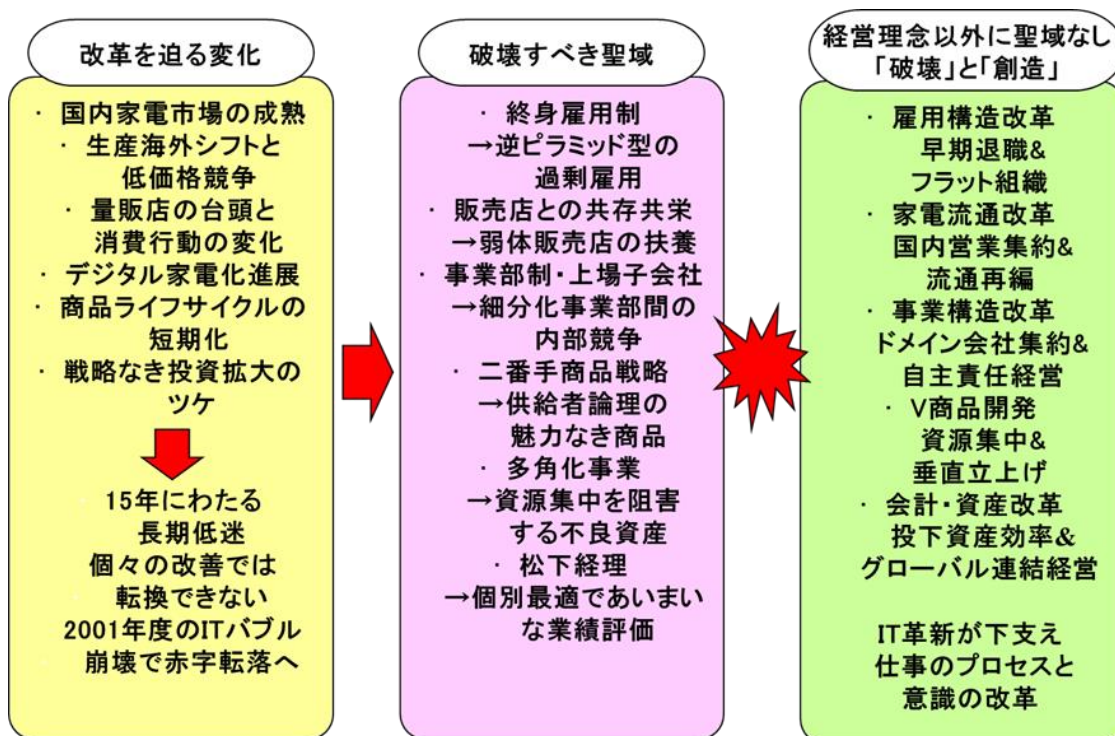 改革を迫る変化
・ 国内家電市場の成熟
・ 生産海外シフトと
低価格競争
・ 量販店の台頭と
消費行動の変化
・ デジタル家電化進展
・ 商品ライフサイクルの
短期化
・ 戦略なき投資拡大の
ツケ
15年にわたる
長期低迷
個々の改善では
転換できない
2001年度のITバブル
崩壊で赤字転落へ
破壊すべき聖域
・ 終身雇用制
→逆ピラミッド型の
過剰雇用
・ 販売店との共存共栄
→弱体販売店の扶養
・ 事業部制・上場子会社
→細分化事業部間の
内部競争
・ 二番手商品戦略
→供給者論理の
魅力なき商品
・ 多角化事業
→資源集中を阻害
する不良資産
・ 松下経理
→個別最適であいまい
な業績評価
経営理念以外に聖域なし
「破壊」と「創造」
・ 雇用構造改革
早期退職&
フラット組織
・ 家電流通改革
国内営業集約&
流通再編
・ 事業構造改革
ドメイン会社集約&
自主責任経営
・ V商品開発
資源集中&
垂直立上げ
・ 会計・資産改革
投下資産効率&
グローバル連結経営
IT革新が下支え
仕事のプロセスと
意識の改革